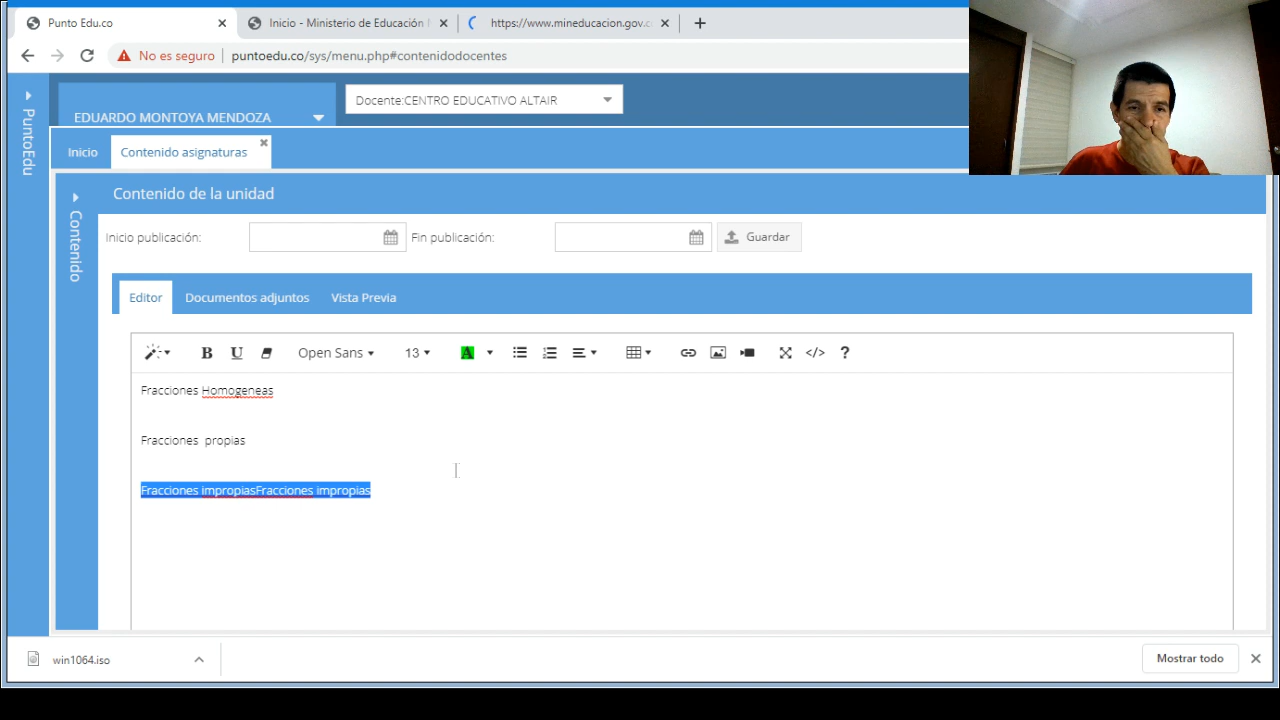 Punto Edu.co
Inicio - Ministerio de Educación
https://www.mineducacion.gov.c
No es seguro
puntoedu.co/sys/menu.php#contenidodocentes
PuntoEdu
EDUARDO MONTOYA MENDOZA
Docente:CENTRO EDUCATIVO ALTAIR
Inicio
Contenido asignaturas
Contenido
Contenido de la unidad
Inicio publicación:
Fin publicación:
Guardar
Editor
Documentos adjuntos
Vista Previa
B U Open Sans 13 A </> ?
Fracciones Homogeneas
Fracciones propias
Fracciones impropiasFracciones impropias
win1064.iso
Mostrar todo